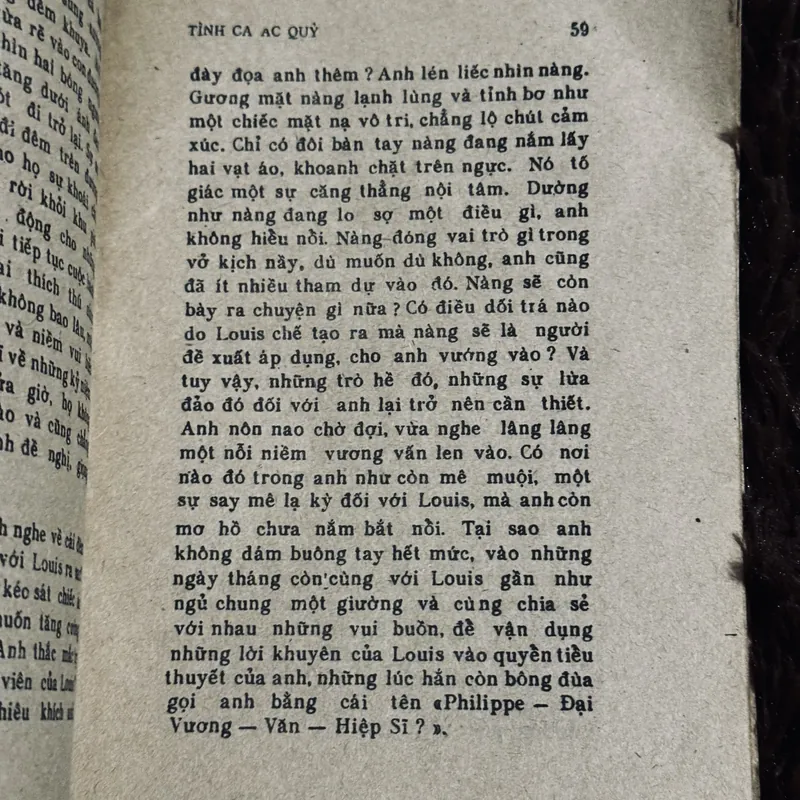 TÌNH CA AC QUỲ 59
đày đọa anh thêm ? Anh lén liếc nhìn nàng.
Gương mặt nàng lạnh lùng và tỉnh bơ như
một chiếc mặt nạ vô tri, chẳng lộ chút cảm
xúc. Chỉ có đôi bàn tay nàng đang nắm lấy
hai vạt áo, khoanh chặt trên ngực. Nó tố
giác một sự căng thẳng nội tâm. Dường
như nàng đang lo sợ một điều gì, anh
không hiểu nổi. Nàng đóng vai trò gì trong
vở kịch nầy, dù muốn dù không, anh cũng
đã ít nhiều tham dự vào đó. Nàng sẽ còn
bày ra chuyện gì nữa ? Có điều dối trá nào
do Louis chế tạo ra mà nàng sẽ là người
đề xuất áp dụng, cho anh vướng vào ? Và
tuy vậy, những trò hề đó, những sự lừa
đảo đó đối với anh lại trở nên cần thiết.
Anh nôn nao chờ đợi, vừa nghe lâng lâng
một nỗi niềm vương vấn len vào. Có nơi
nào đó trong anh như còn mê muội, một
sự say mê lạ kỳ đối với Louis, mà anh còn
mơ hồ chưa nắm bắt nổi. Tại sao anh
không dám buông tay hết mức, vào những
ngày tháng còn cùng với Louis gần như
ngủ chung một giường và cùng chia sẻ
với nhau những vui buồn, để vận dụng
những lời khuyên của Louis vào quyền tiểu
thuyết của anh, những lúc hắn còn bông đùa
gọi anh bằng cái tên «Philippe — Đại
Vương — Văn — Hiệp Sĩ ? ».